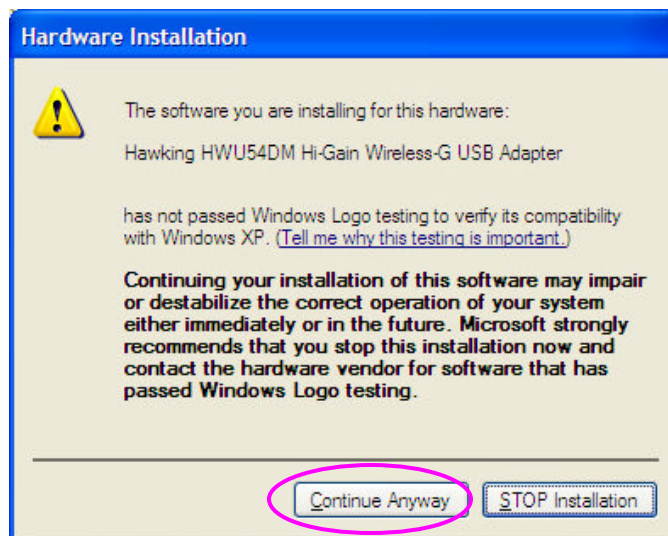 Hardware Installation
The software you are installing for this hardware:
Hawking HWU54DM Hi-Gain Wireless-G USB Adapter
has not passed Windows Logo testing to verify its compatibility
with Windows XP. (Tell me why this testing is important.)
Continuing your installation of this software may impair
or destabilize the correct operation of your system
either immediately or in the future. Microsoft strongly
recommends that you stop this installation now and
contact the hardware vendor for software that has
passed Windows Logo testing.
Continue Anyway STOP Installation